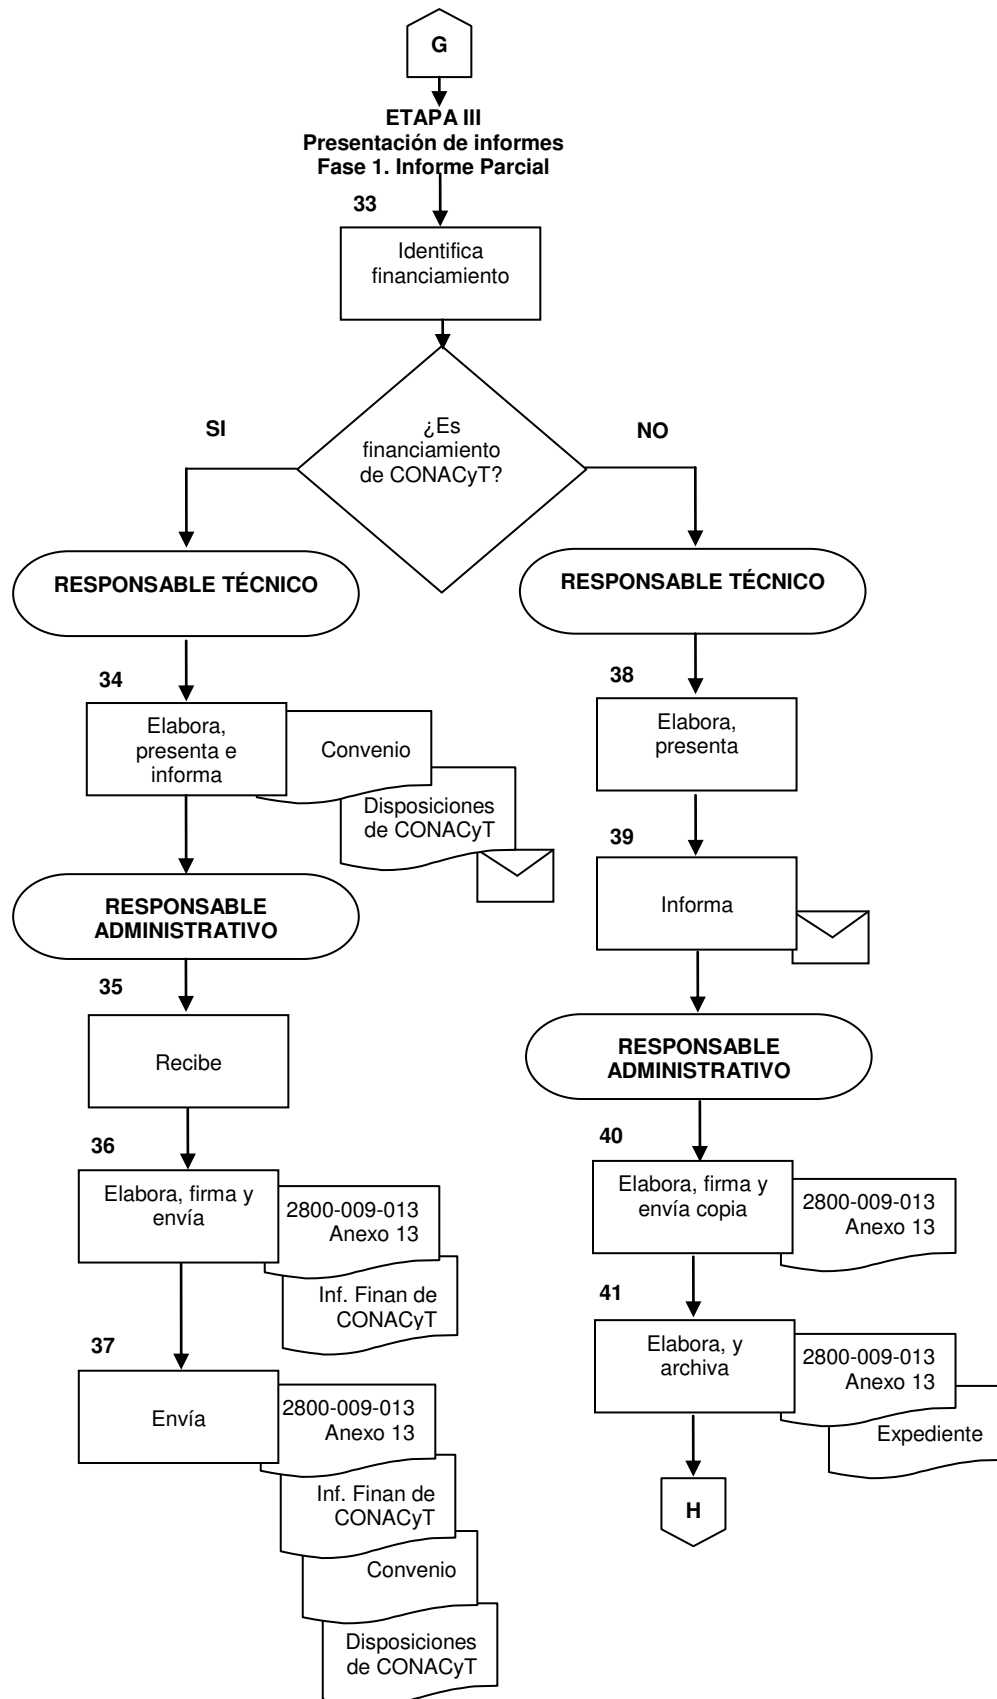 G
ETAPA III
Presentación de informes
Fase 1. Informe Parcial
33
Identifica
financiamiento
¿Es
financiamiento
de CONACyT?
SI
NO
RESPONSABLE TÉCNICO
34
Elabora,
presenta e
informa
Convenio
Disposiciones
de CONACyT
RESPONSABLE
ADMINISTRATIVO
35
Recibe
36
Elabora, firma y
envía
2800-009-013
Anexo 13
Inf. Finan de
CONACyT
37
Envía
2800-009-013
Anexo 13
Inf. Finan de
CONACyT
Convenio
Disposiciones
de CONACyT
RESPONSABLE TÉCNICO
38
Elabora,
presenta
39
Informa
RESPONSABLE
ADMINISTRATIVO
40
Elabora, firma y
envía copia
2800-009-013
Anexo 13
41
Elabora, y
archiva
2800-009-013
Anexo 13
Expediente
H